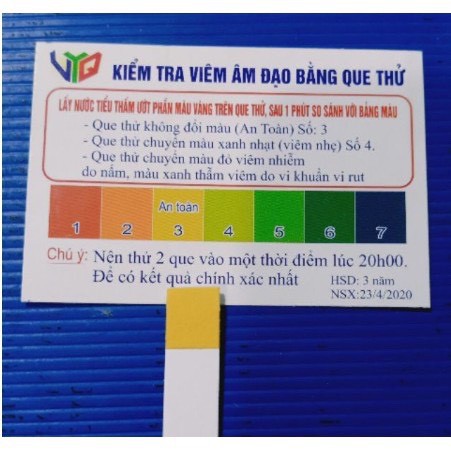 VYQ
KIỂM TRA VIÊM ÂM ĐẠO BẰNG QUE THỬ
LẤY NƯỚC TIỂU THẤM ƯỚT PHẦN MÀU VÀNG TRÊN QUE THỬ, SAU 1 PHÚT SO SÁNH VỚI BẢNG MÀU
- Que thử không đổi màu (An Toàn) Số: 3
- Que thử chuyển màu xanh nhạt (viêm nhẹ) Số 4.
- Que thử chuyển màu đỏ viêm nhiễm
do nấm, màu xanh thẫm viêm do vi khuẩn vi rut
An toàn
1 2 3 4 5 6 7
Chú ý: Nên thử 2 que vào một thời điểm lúc 20h00.
Để có kết quả chính xác nhất
HSD: 3 năm
NSX:23/4/2020